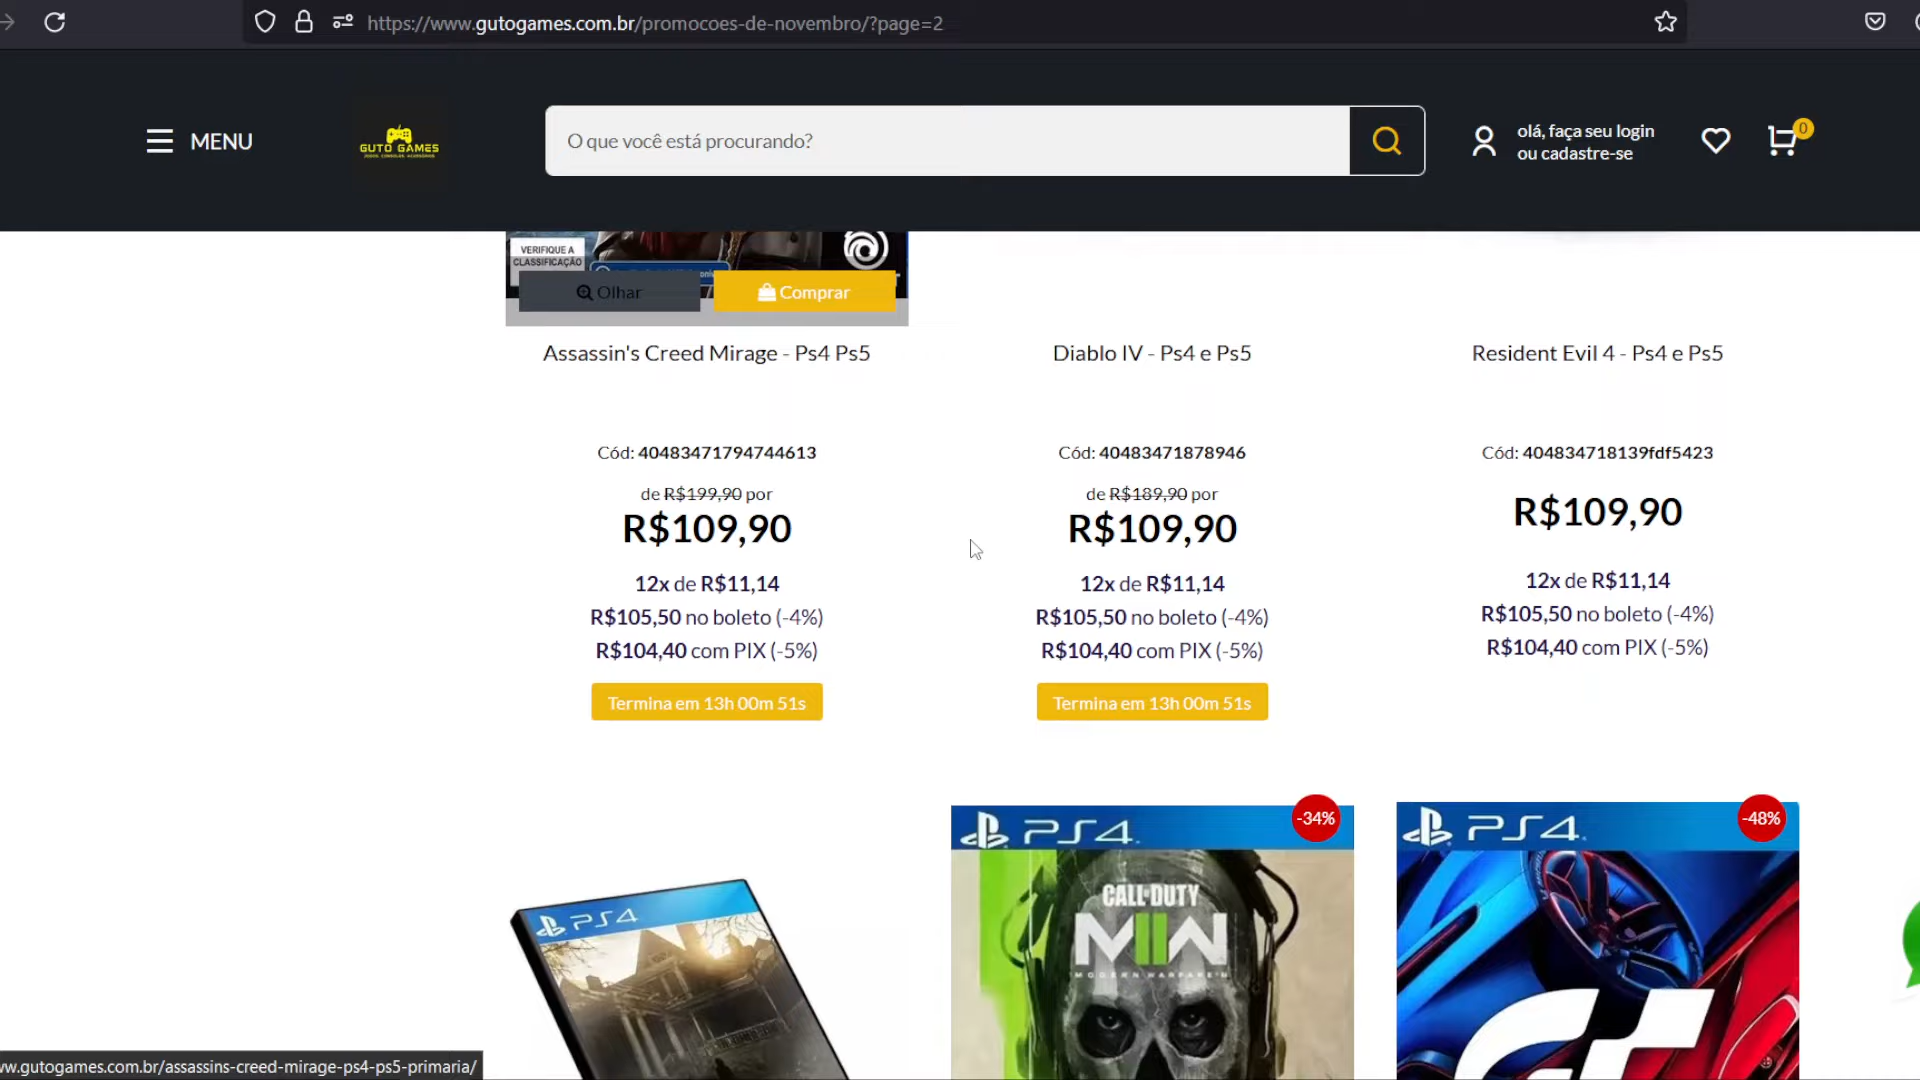 https://www.gutogames.com.br/promocoes-de-novembro/?page=2
MENU
GUTO GAMES
O que você está procurando?
olá, faça seu login
ou cadastre-se
0
VERIFIQUE A
CLASSIFICAÇÃO
Olhar
Comprar
Assassin's Creed Mirage - Ps4 Ps5
Diablo IV - Ps4 e Ps5
Resident Evil 4 - Ps4 e Ps5
Cód: 40483471794744613
Cód: 40483471878946
Cód: 404834718139fdf5423
de R$199,90 por
de R$189,90 por
R$109,90
R$109,90
R$109,90
12x de R$11,14
12x de R$11,14
12x de R$11,14
R$105,50 no boleto (-4%)
R$105,50 no boleto (-4%)
R$105,50 no boleto (-4%)
R$104,40 com PIX (-5%)
R$104,40 com PIX (-5%)
R$104,40 com PIX (-5%)
Termina em 13h 00m 51s
Termina em 13h 00m 51s
-34%
-48%
PS4
PS4
PS4
CALL OF DUTY
MWII
MODERN WARFARE II
GT
ww.gutogames.com.br/assassins-creed-mirage-ps4-ps5-primaria/